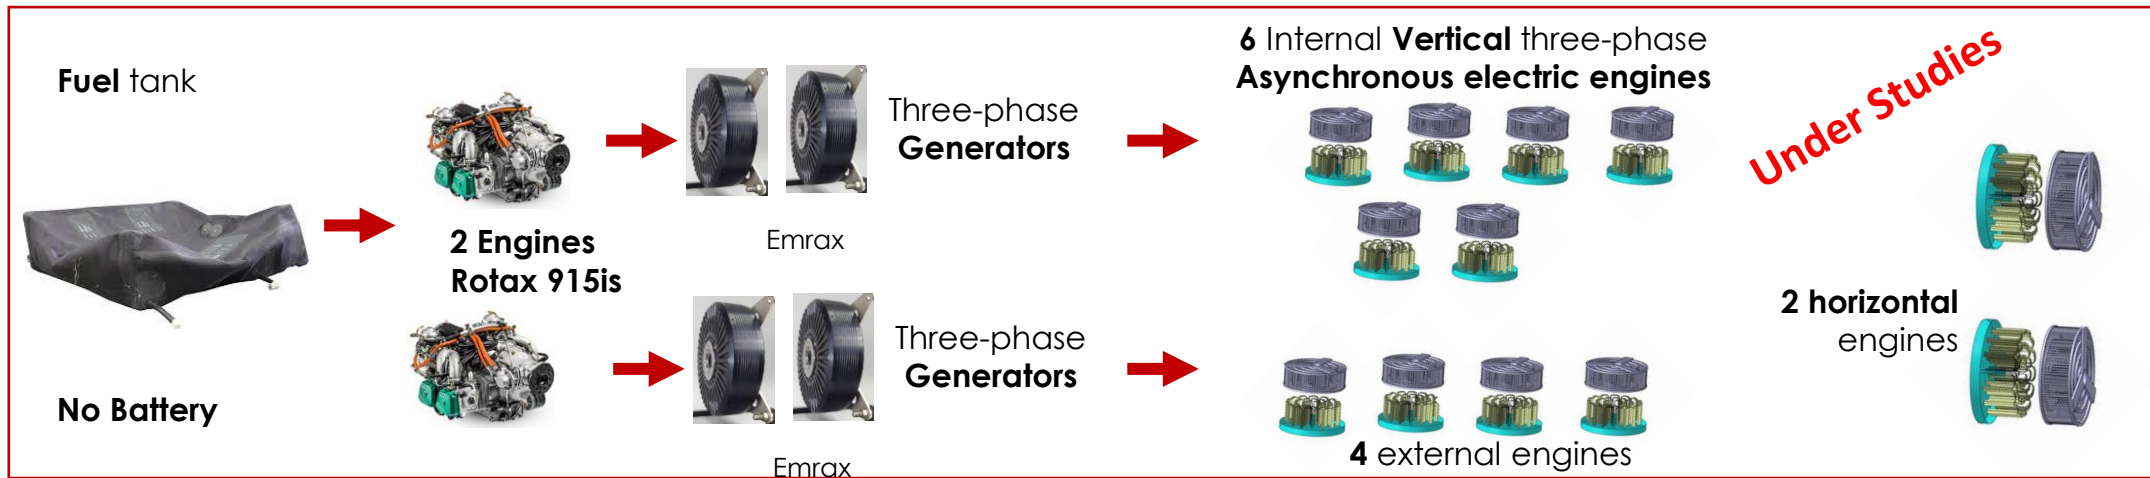 Fuel tank
No Battery
2 Engines
Rotax 915is
Emrax
Emrax
Three-phase
Generators
Three-phase
Generators
6 Internal Vertical three-phase
Asynchronous electric engines
4 external engines
Under Studies
2 horizontal
engines